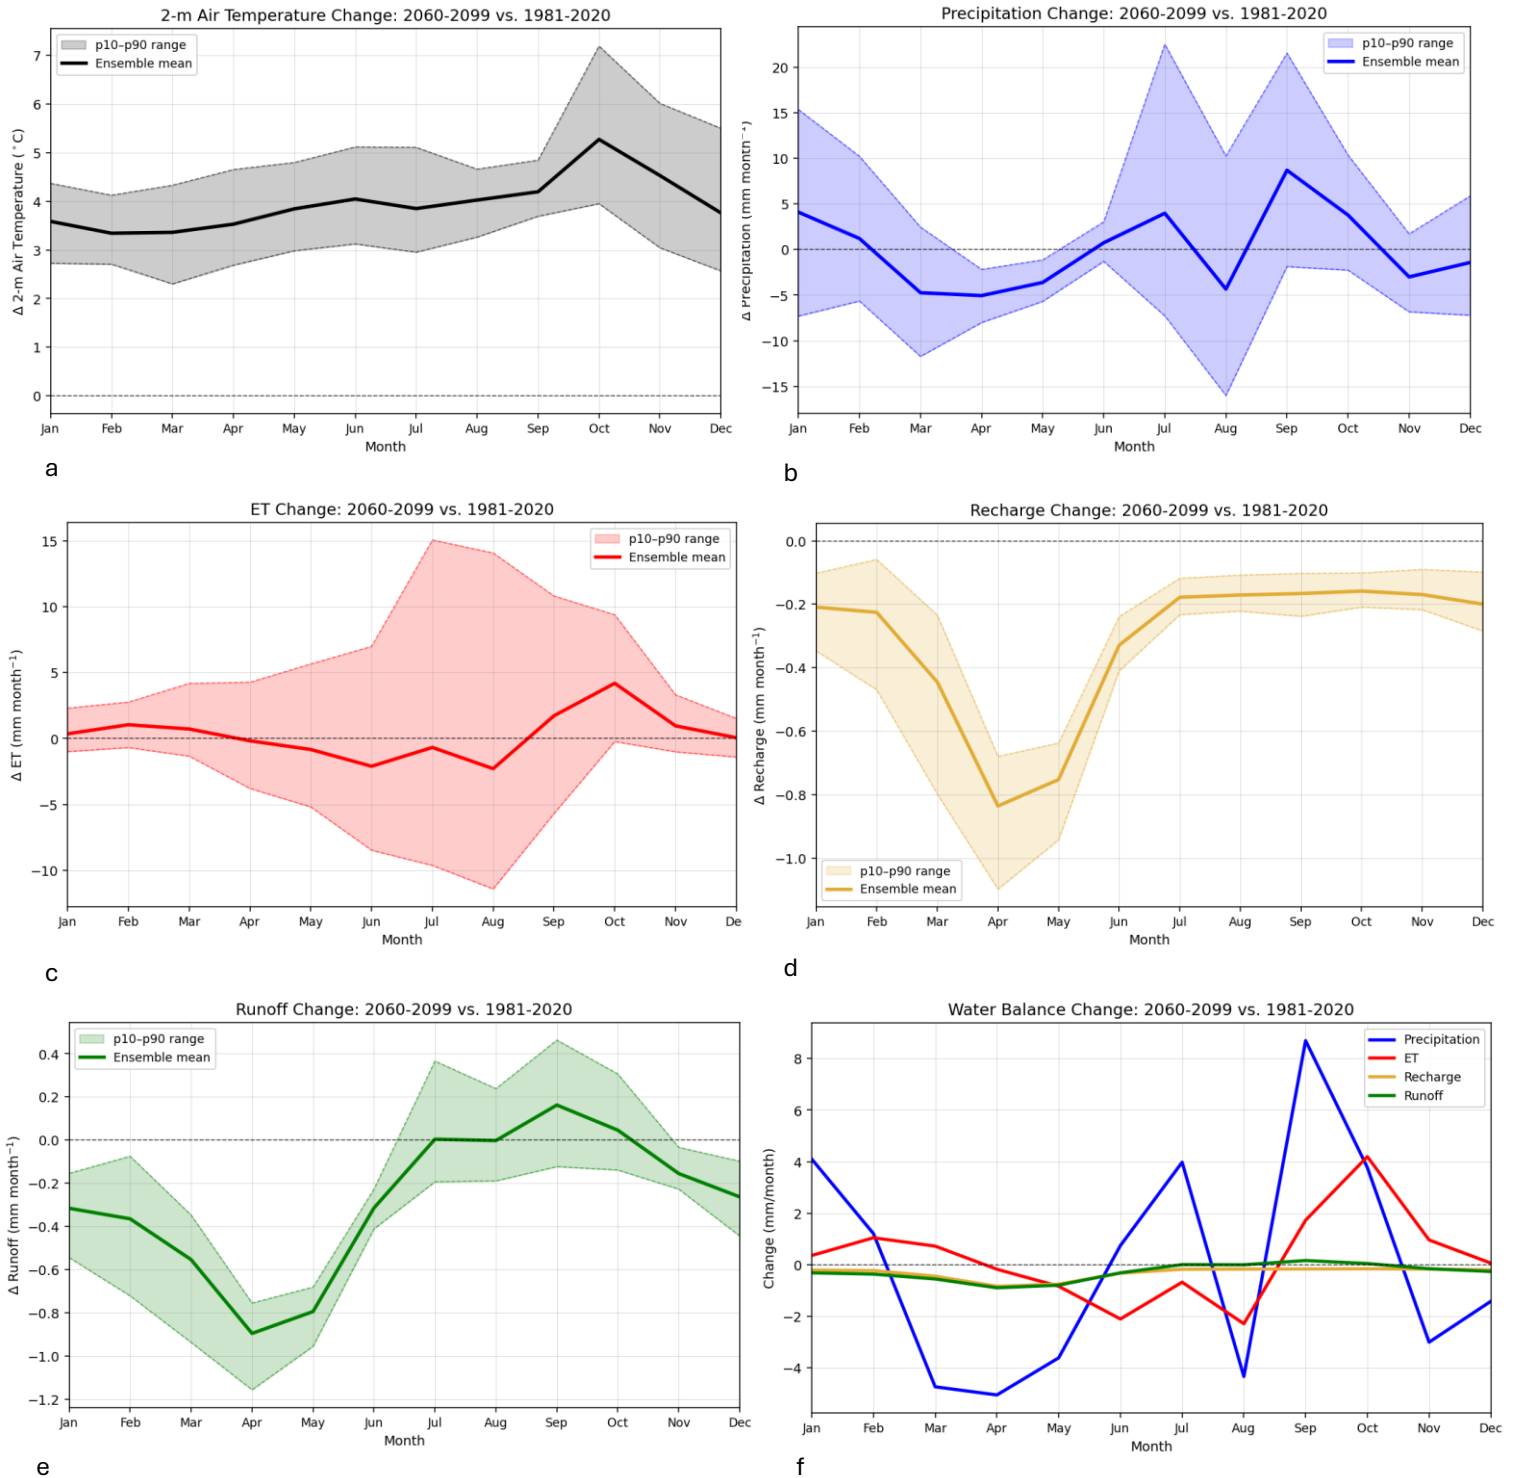 2-m Air Temperature Change: 2060-2099 vs. 1981-2020
p10–p90 range
Ensemble mean
Δ 2-m Air Temperature (°C)
7
6
5
4
3
2
1
0
Jan Feb Mar Apr May Jun Jul Aug Sep Oct Nov Dec
Month
a
Precipitation Change: 2060-2099 vs. 1981-2020
p10–p90 range
Ensemble mean
Δ Precipitation (mm month⁻¹)
20
15
10
5
0
−5
−10
−15
Jan Feb Mar Apr May Jun Jul Aug Sep Oct Nov Dec
Month
b
ET Change: 2060-2099 vs. 1981-2020
p10–p90 range
Ensemble mean
Δ ET (mm month⁻¹)
15
10
5
0
−5
−10
Jan Feb Mar Apr May Jun Jul Aug Sep Oct Nov De
Month
c
Recharge Change: 2060-2099 vs. 1981-2020
Δ Recharge (mm month⁻¹)
0.0
−0.2
−0.4
−0.6
−0.8
−1.0
p10–p90 range
Ensemble mean
Jan Feb Mar Apr May Jun Jul Aug Sep Oct Nov Dec
Month
d
Runoff Change: 2060-2099 vs. 1981-2020
p10–p90 range
Ensemble mean
Δ Runoff (mm month⁻¹)
0.4
0.2
0.0
−0.2
−0.4
−0.6
−0.8
−1.0
−1.2
Jan Feb Mar Apr May Jun Jul Aug Sep Oct Nov Dec
Month
e
Water Balance Change: 2060-2099 vs. 1981-2020
Precipitation
ET
Recharge
Runoff
Change (mm/month)
8
6
4
2
0
−2
−4
Jan Feb Mar Apr May Jun Jul Aug Sep Oct Nov Dec
Month
f